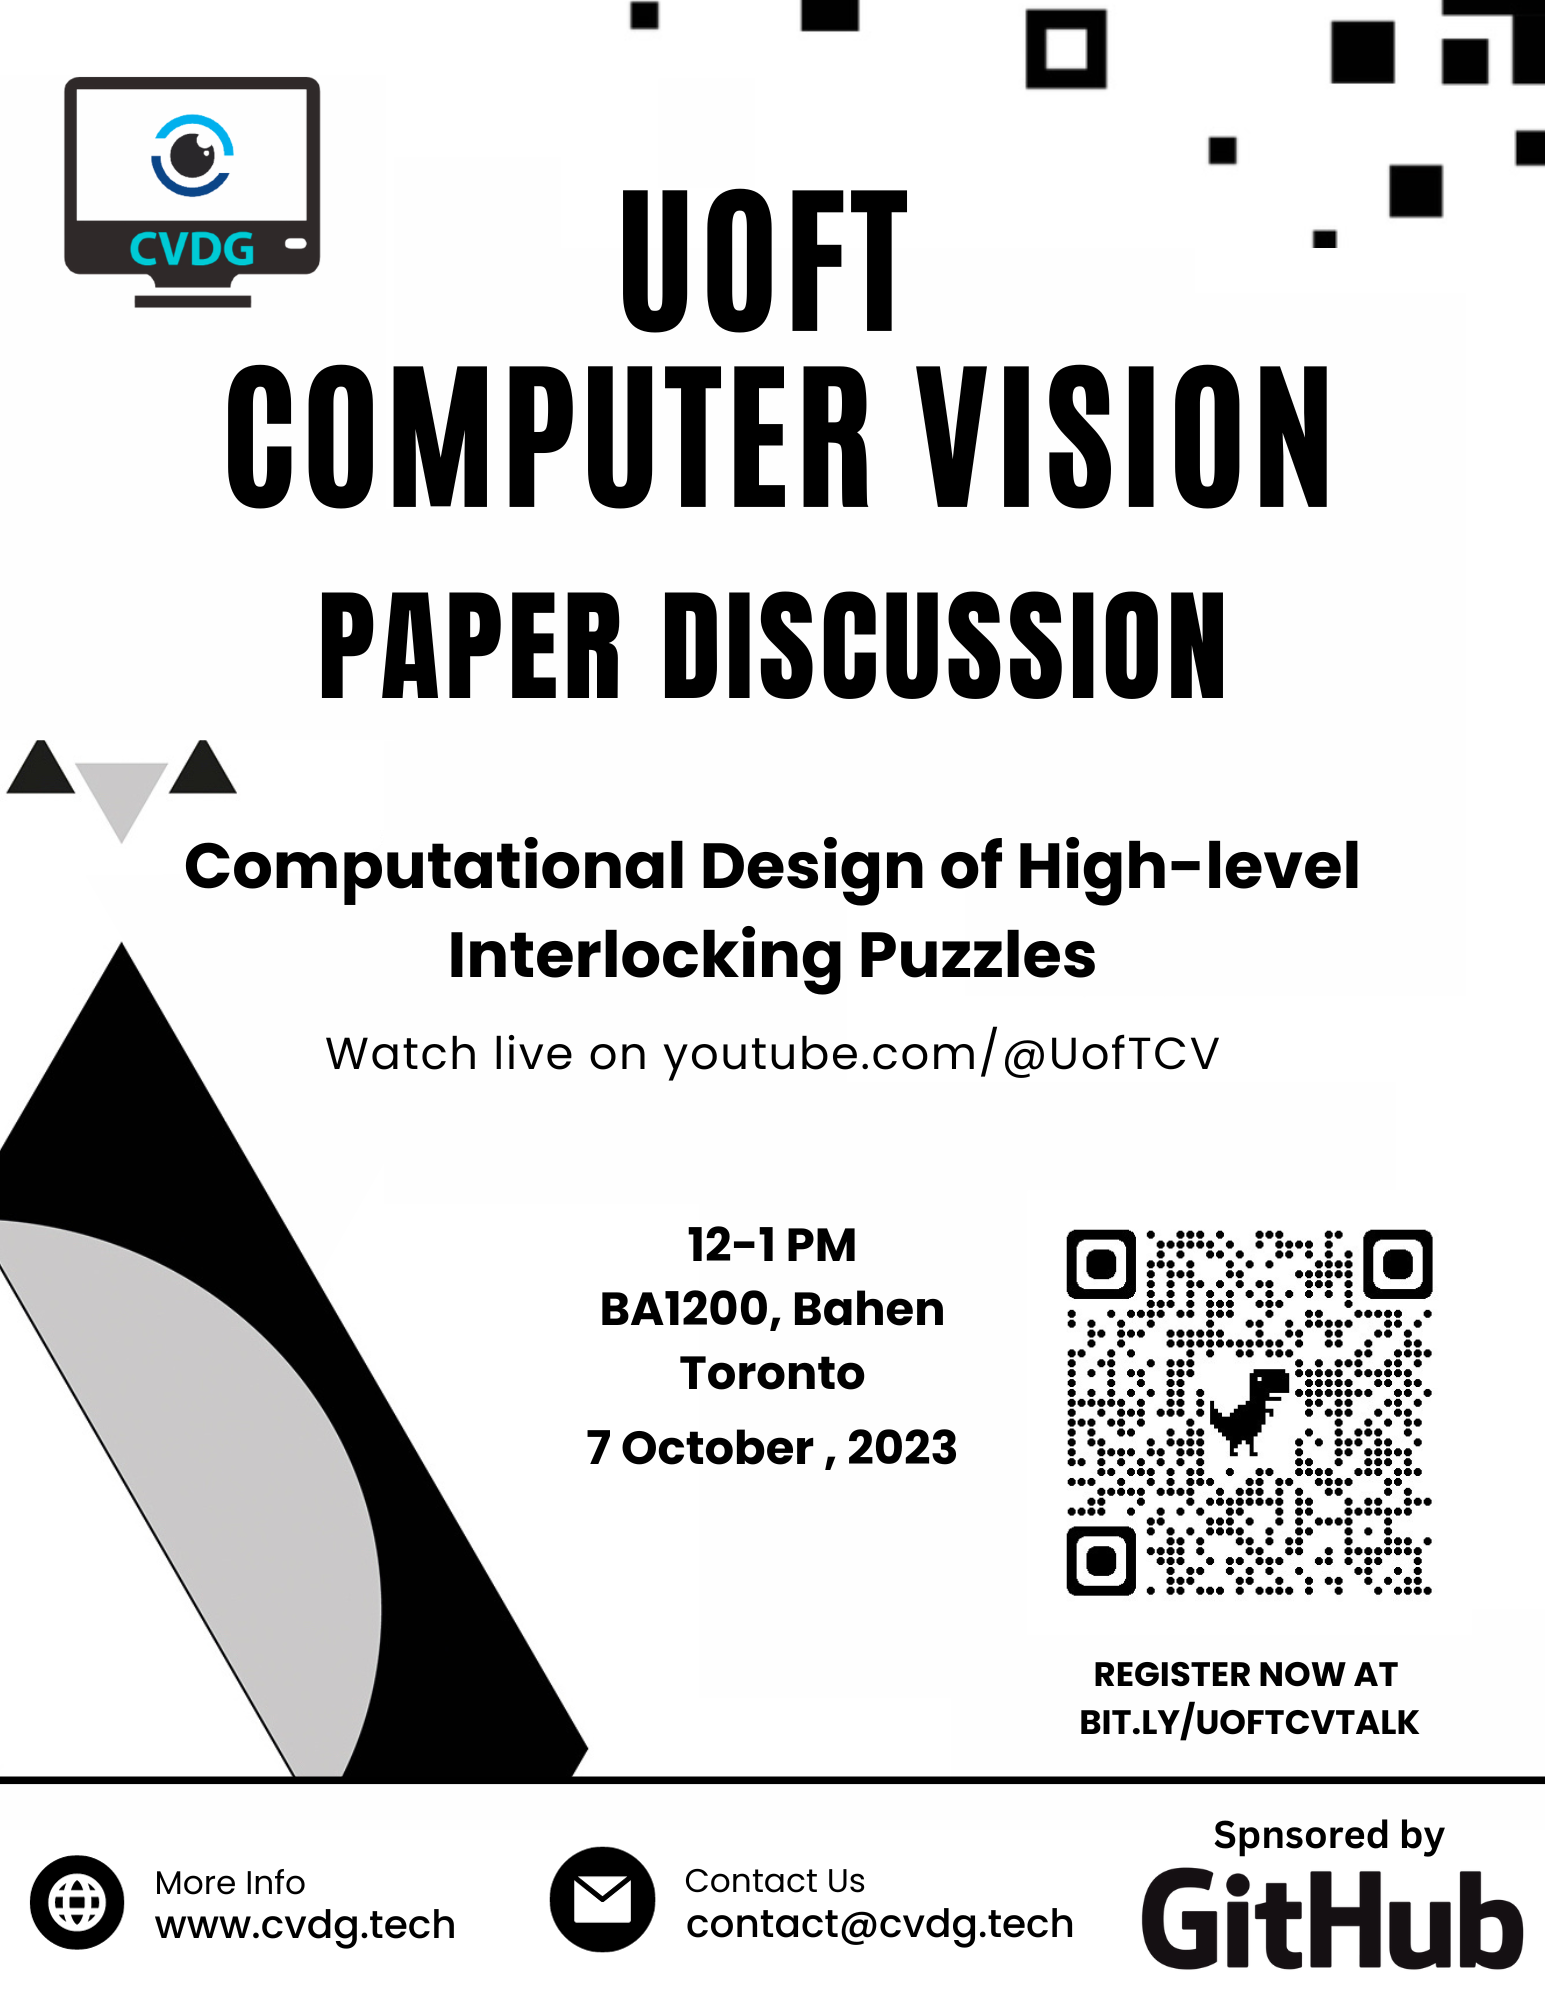 CVDG
UOFT
COMPUTER VISION
PAPER DISCUSSION
Computational Design of High-level
Interlocking Puzzles
Watch live on youtube.com/@UofTCV
12-1 PM
BA1200, Bahen
Toronto
7 October , 2023
REGISTER NOW AT
BIT.LY/UOFTCVTALK
More Info
www.cvdg.tech
Contact Us
contact@cvdg.tech
Spnsored by
GitHub